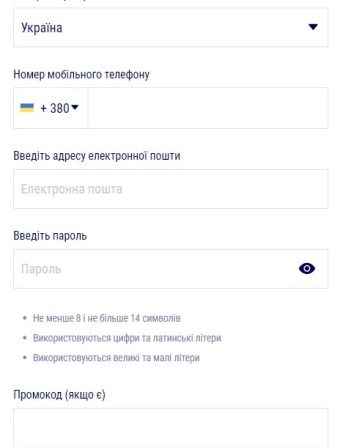 Україна
Номер мобільного телефону
+ 380
Введіть адресу електронної пошти
Електронна пошта
Введіть пароль
Пароль
Не менше 8 і не більше 14 символів
Використовуються цифри та латинські літери
Використовуються великі та малі літери
Промокод (якщо є)